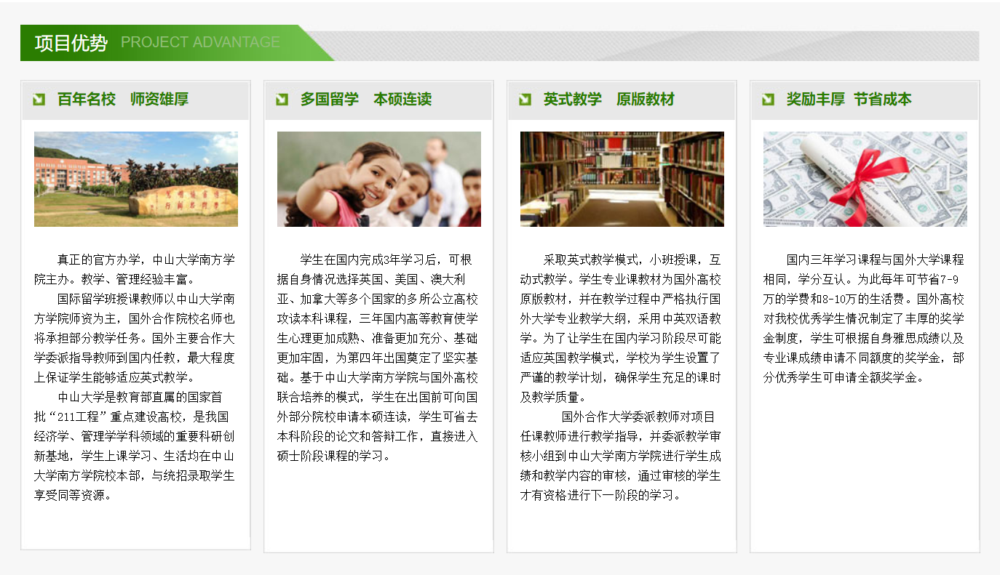 项目优势 PROJECT ADVANTAGE
百年名校 师资雄厚
真正的官方办学，中山大学南方学
院主办。教学、管理经验丰富。
国际留学班授课教师以中山大学南
方学院师资为主，国外合作院校名师也
将承担部分教学任务。国外主要合作大
学委派指导教师到国内任教，最大程度
上保证学生能够适应英式教学。
中山大学是教育部直属的国家首
批“211工程”重点建设高校，是我国
经济学、管理学学科领域的重要科研创
新基地，学生上课学习、生活均在中山
大学南方学院校本部，与统招录取学生
享受同等资源。
多国留学 本硕连读
学生在国内完成3年学习后，可根
据自身情况选择英国、美国、澳大利
亚、加拿大等多个国家的多所公立高校
攻读本科课程，三年国内高等教育使学
生心理更加成熟、准备更加充分、基础
更加牢固，为第四年出国奠定了坚实基
础。基于中山大学南方学院与国外高校
联合培养的模式，学生在出国前可向国
外部分院校申请本硕连读，学生可省去
本科阶段的论文和答辩工作，直接进入
硕士阶段课程的学习。
英式教学 原版教材
采取英式教学模式，小班授课，互
动式教学。学生专业课教材为国外高校
原版教材，并在教学过程中严格执行国
外大学专业教学大纲，采用中英双语教
学。为了让学生在国内学习阶段尽可能
适应英国教学模式，学校为学生设置了
严谨的教学计划，确保学生充足的课时
及教学质量。
国外合作大学委派教师对项目
任课教师进行教学指导，并委派教学审
核小组到中山大学南方学院进行学生成
绩和教学内容的审核，通过审核的学生
才有资格进行下一阶段的学习。
奖励丰厚 节省成本
国内三年学习课程与国外大学课程
相同，学分互认。为此每年可节省7-9
万的学费和8-10万的生活费。国外高校
对我校优秀学生情况制定了丰厚的奖学
金制度，学生可根据自身雅思成绩以及
专业课成绩申请不同额度的奖学金，部
分优秀学生可申请全额奖学金。